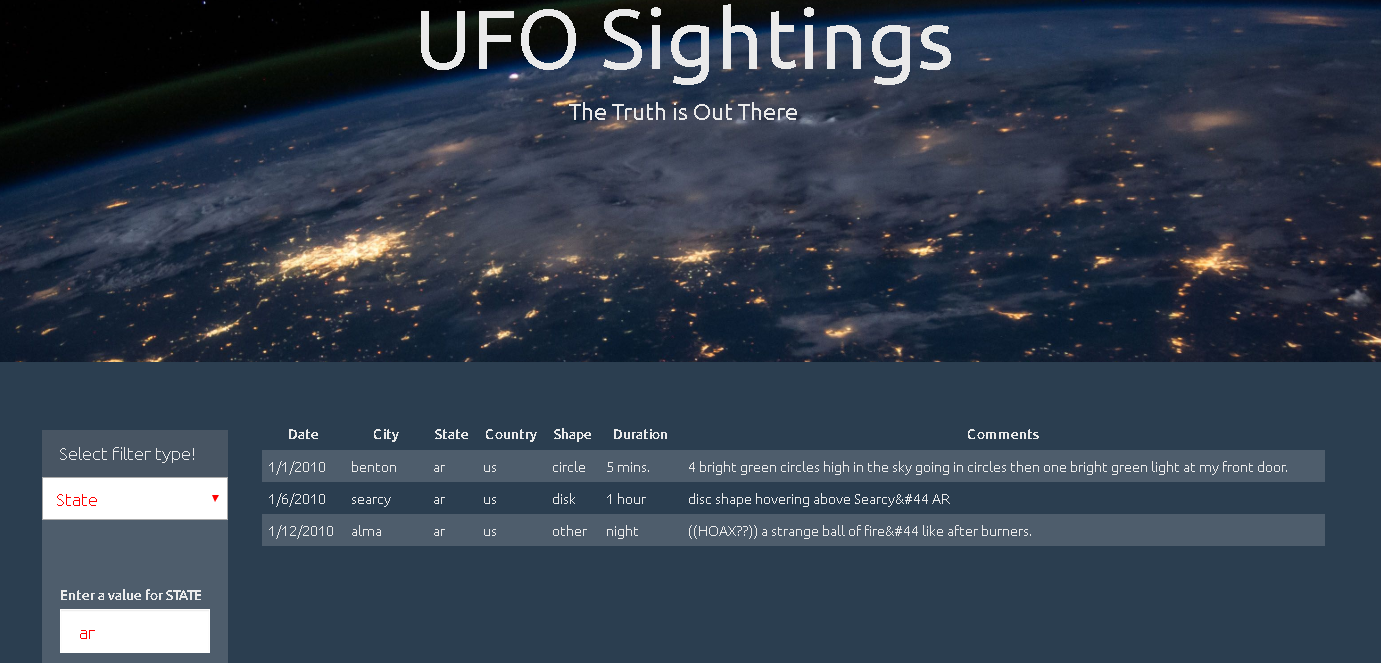 UFO Sightings
The Truth is Out There
Select filter type!
State
Enter a value for STATE
ar
Date City State Country Shape Duration Comments
1/1/2010 benton ar us circle 5 mins. 4 bright green circles high in the sky going in circles then one bright green light at my front door.
1/6/2010 searcy ar us disk 1 hour disc shape hovering above Searcy&#44 AR
1/12/2010 alma ar us other night ((HOAX??)) a strange ball of fire&#44 like after burners.